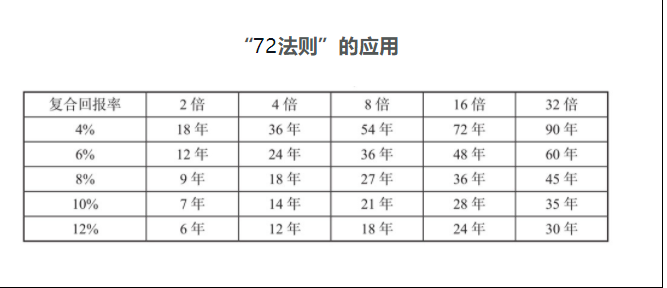 “72法则”的应用
复合回报率 2 倍 4 倍 8 倍 16 倍 32 倍
4% 18 年 36 年 54 年 72 年 90 年
6% 12 年 24 年 36 年 48 年 60 年
8% 9 年 18 年 27 年 36 年 45 年
10% 7 年 14 年 21 年 28 年 35 年
12% 6 年 12 年 18 年 24 年 30 年